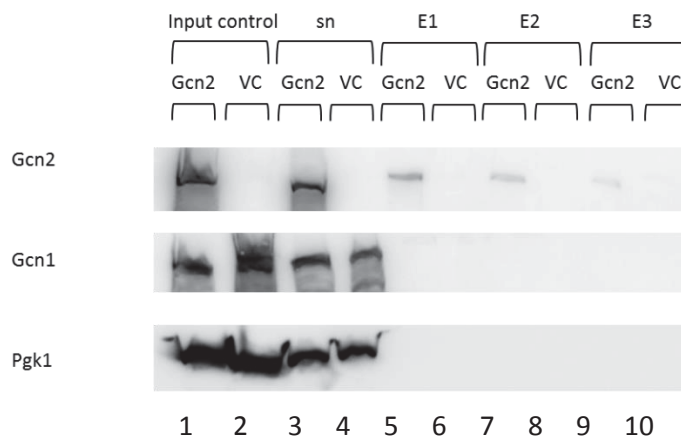 Input control sn E1 E2 E3
Gcn2 VC Gcn2 VC Gcn2 VC Gcn2 VC Gcn2 VC
Gcn2
Gcn1
Pgk1
1 2 3 4 5 6 7 8 9 10